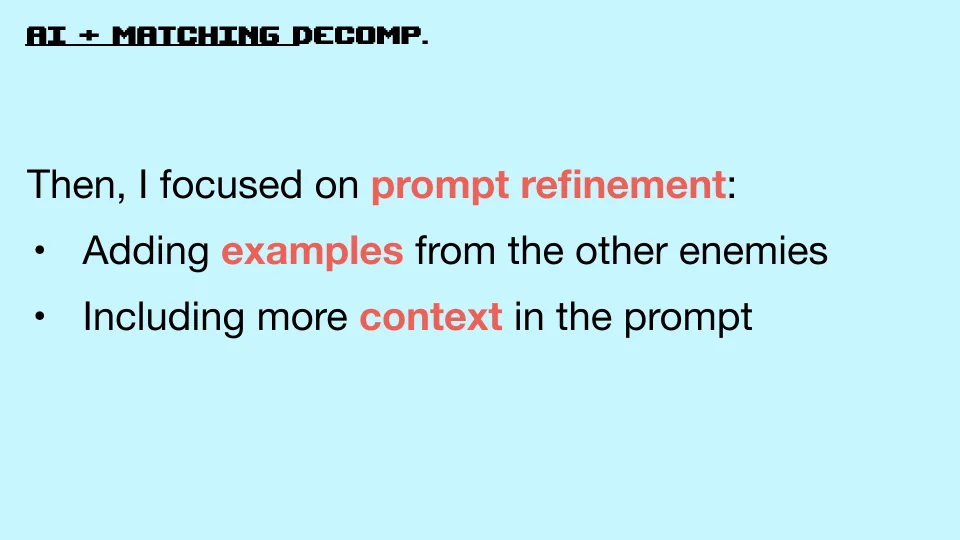 AI + MATCHING DECOMP.
Then, I focused on prompt refinement:
• Adding examples from the other enemies
• Including more context in the prompt